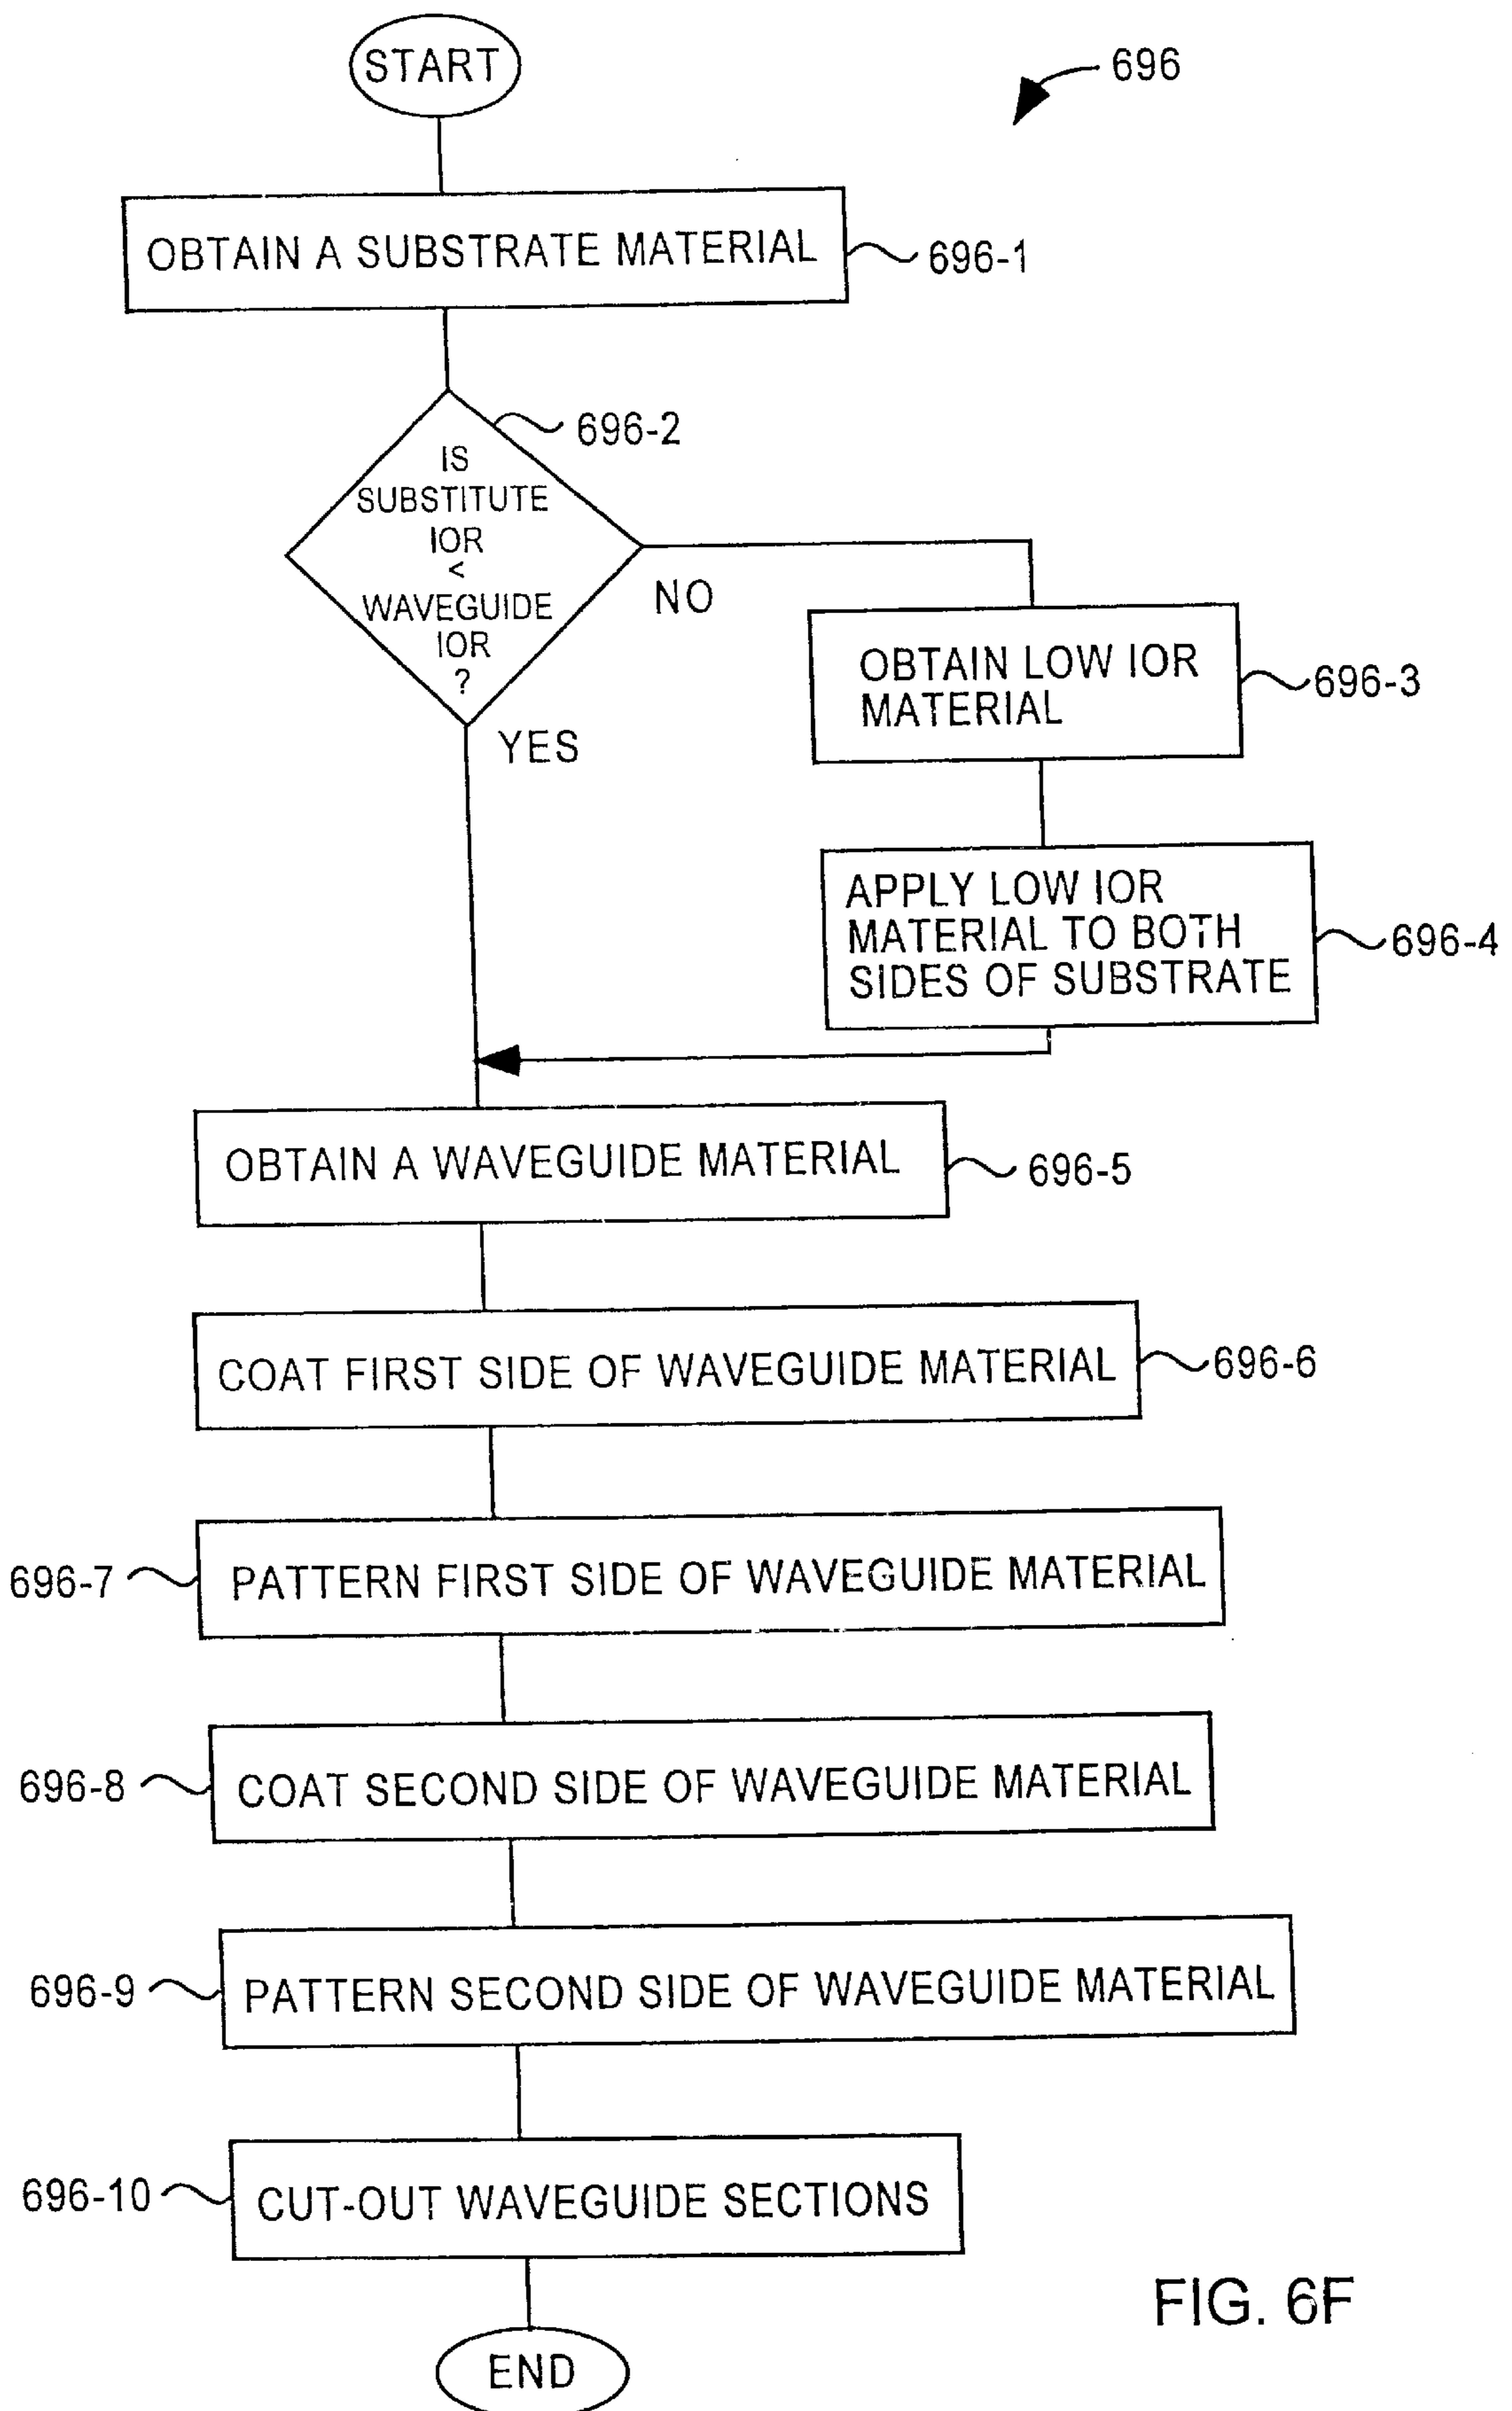 START
696
OBTAIN A SUBSTRATE MATERIAL
696-1
696-2
IS
SUBSTITUTE
IOR
<
WAVEGUIDE
IOR
?
NO
YES
OBTAIN LOW IOR
MATERIAL
696-3
APPLY LOW IOR
MATERIAL TO BOTH
SIDES OF SUBSTRATE
696-4
OBTAIN A WAVEGUIDE MATERIAL
696-5
COAT FIRST SIDE OF WAVEGUIDE MATERIAL
696-6
696-7
PATTERN FIRST SIDE OF WAVEGUIDE MATERIAL
696-8
COAT SECOND SIDE OF WAVEGUIDE MATERIAL
696-9
PATTERN SECOND SIDE OF WAVEGUIDE MATERIAL
696-10
CUT-OUT WAVEGUIDE SECTIONS
END
FIG. 6F